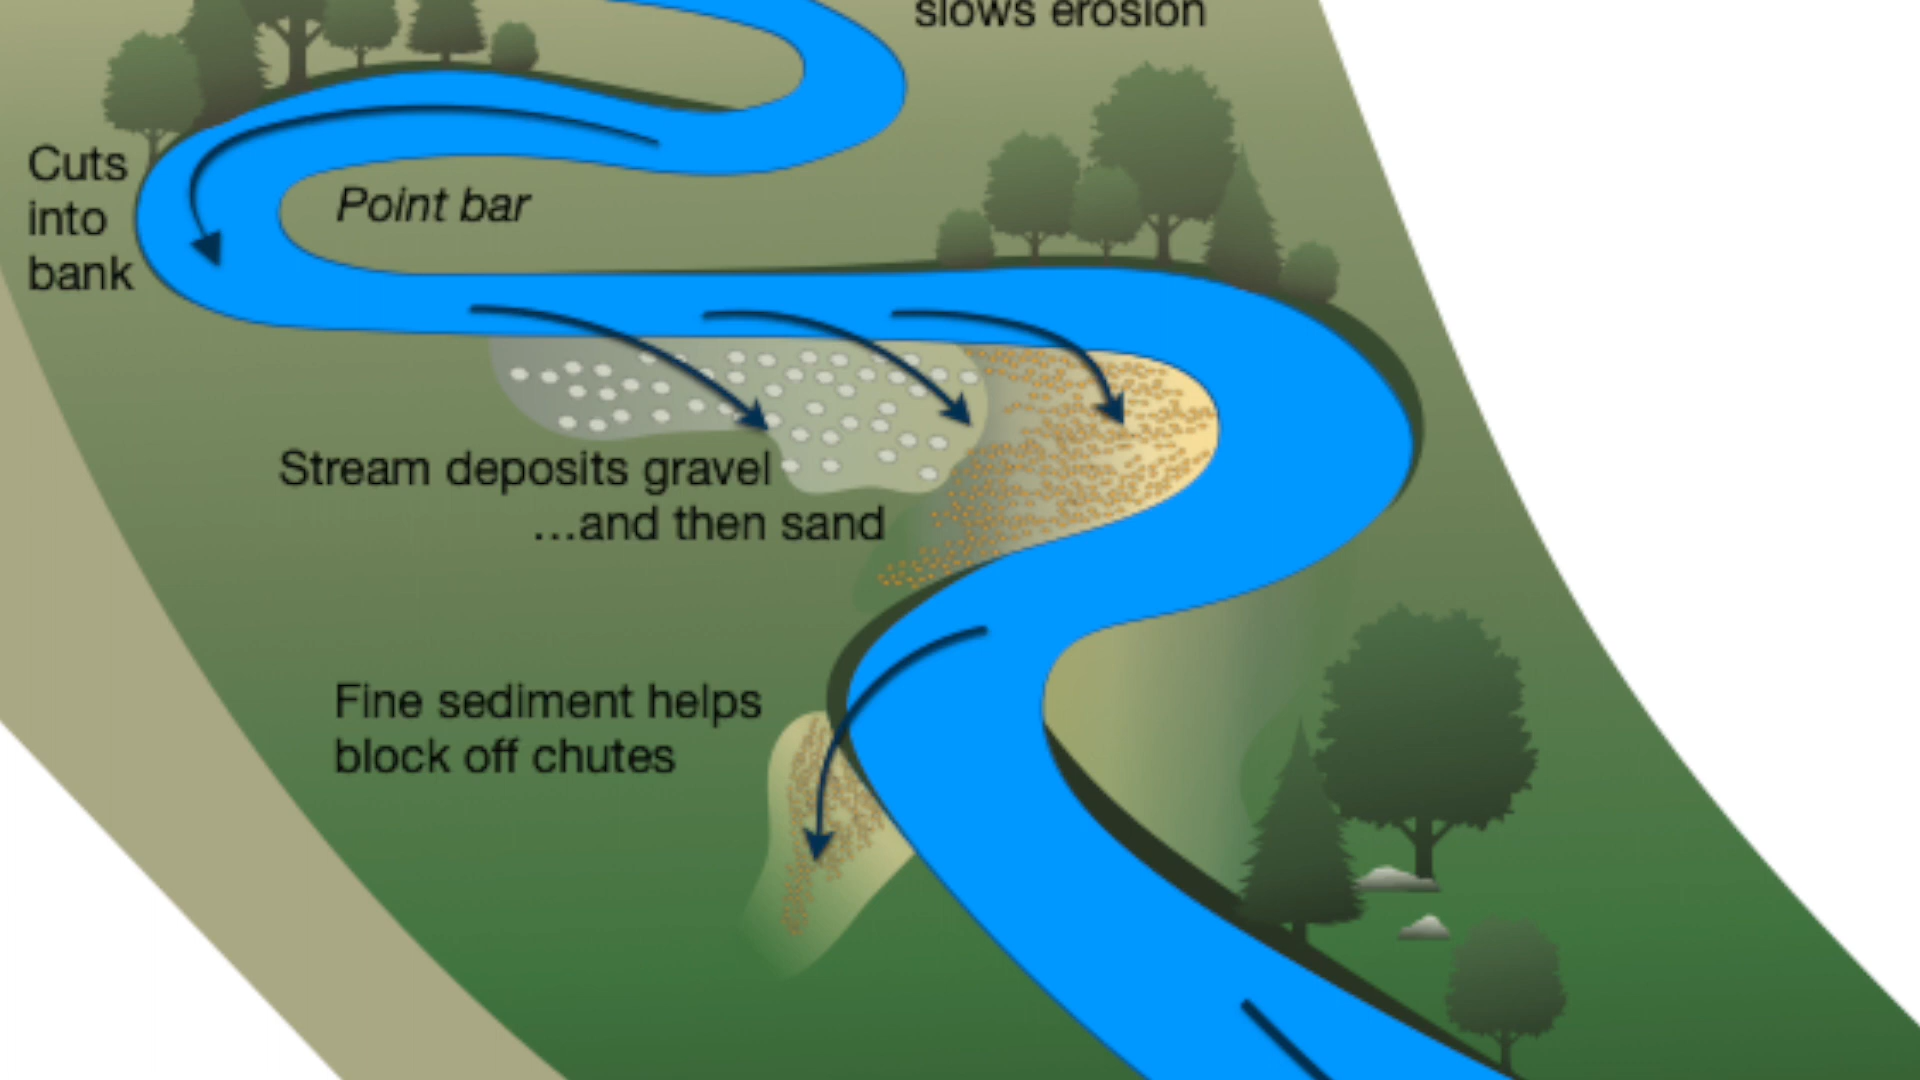 slows erosion
Cuts
into
bank
Point bar
Stream deposits gravel
...and then sand
Fine sediment helps
block off chutes